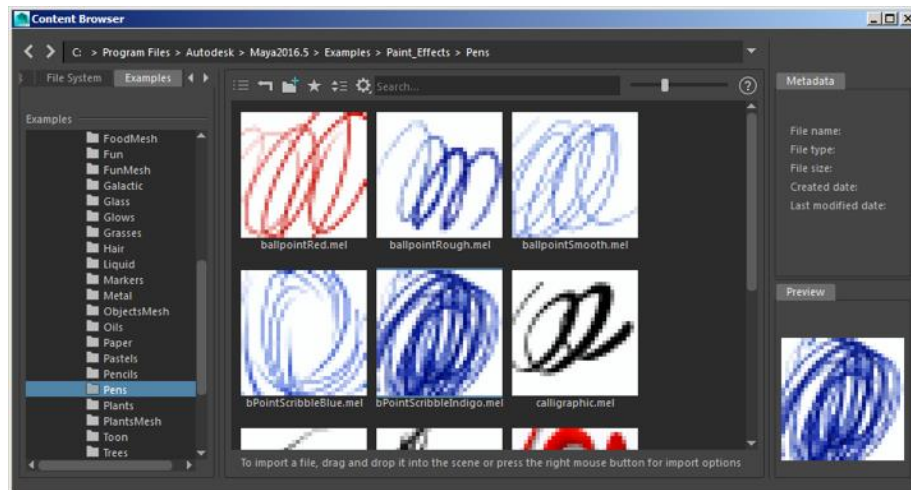 Content Browser
C: > Program Files > Autodesk > Maya2016.5 > Examples > Paint_Effects > Pens
File System
Examples
Search...
?
Metadata
Examples
FoodMesh
Fun
FunMesh
Galactic
Glass
Glows
Grasses
Hair
Liquid
Markers
Metal
ObjectsMesh
Oils
Paper
Pastels
Pencils
Pens
Plants
PlantsMesh
Toon
Trees
ballpointRed.mel
ballpointRough.mel
ballpointSmooth.mel
bPointScribbleBlue.mel
bPointScribbleIndigo.mel
calligraphic.mel
To import a file, drag and drop it into the scene or press the right mouse button for import options
File name:
File type:
File size:
Created date:
Last modified date:
Preview